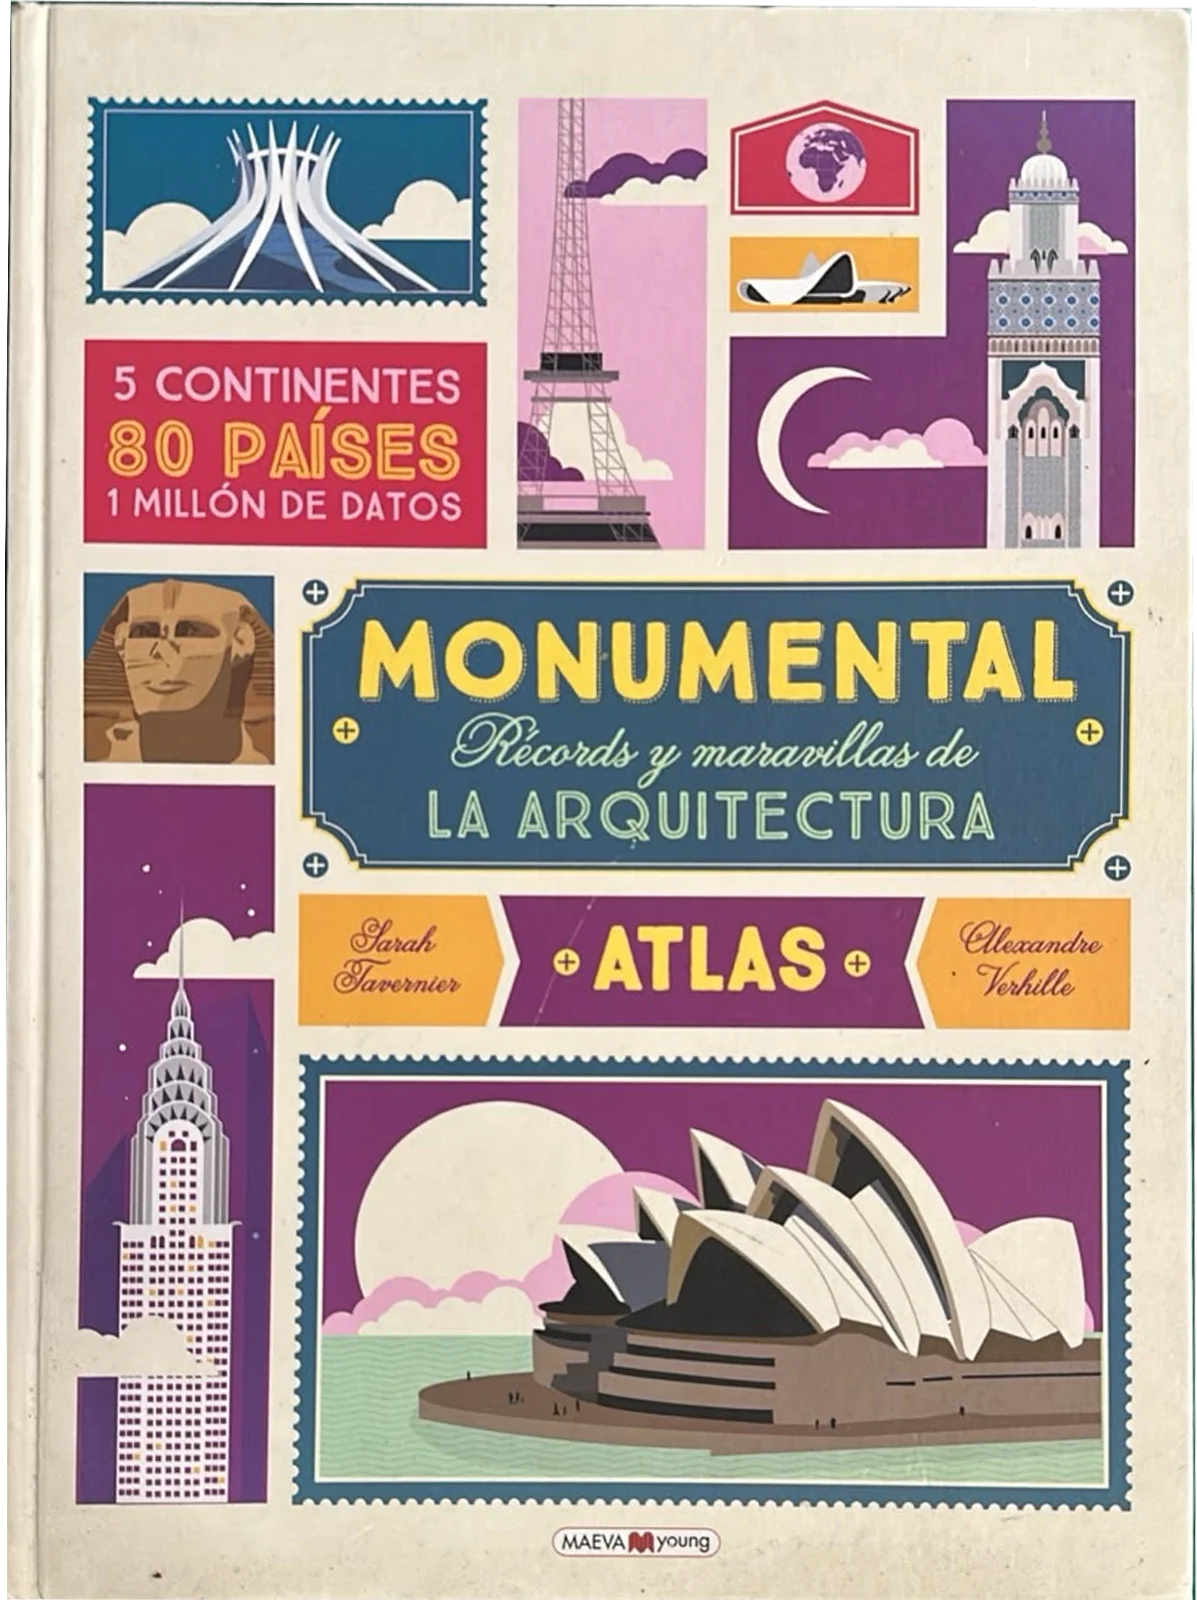 5 CONTINENTES
80 PAÍSES
1 MILLÓN DE DATOS
MONUMENTAL
Récords y maravillas de
LA ARQUITECTURA
Sarah
Tavernier
ATLAS
Alexandre
Verhille
MAEVA young